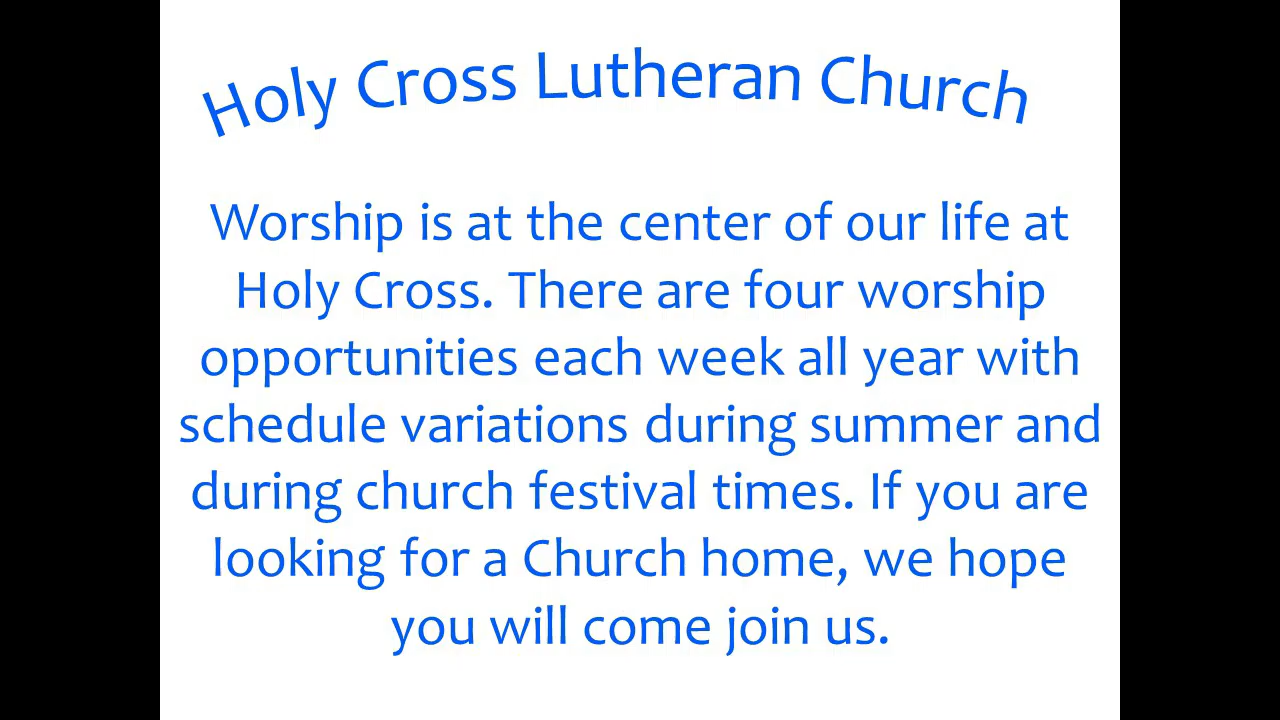 Holy Cross Lutheran Church
Worship is at the center of our life at
Holy Cross. There are four worship
opportunities each week all year with
schedule variations during summer and
during church festival times. If you are
looking for a Church home, we hope
you will come join us.